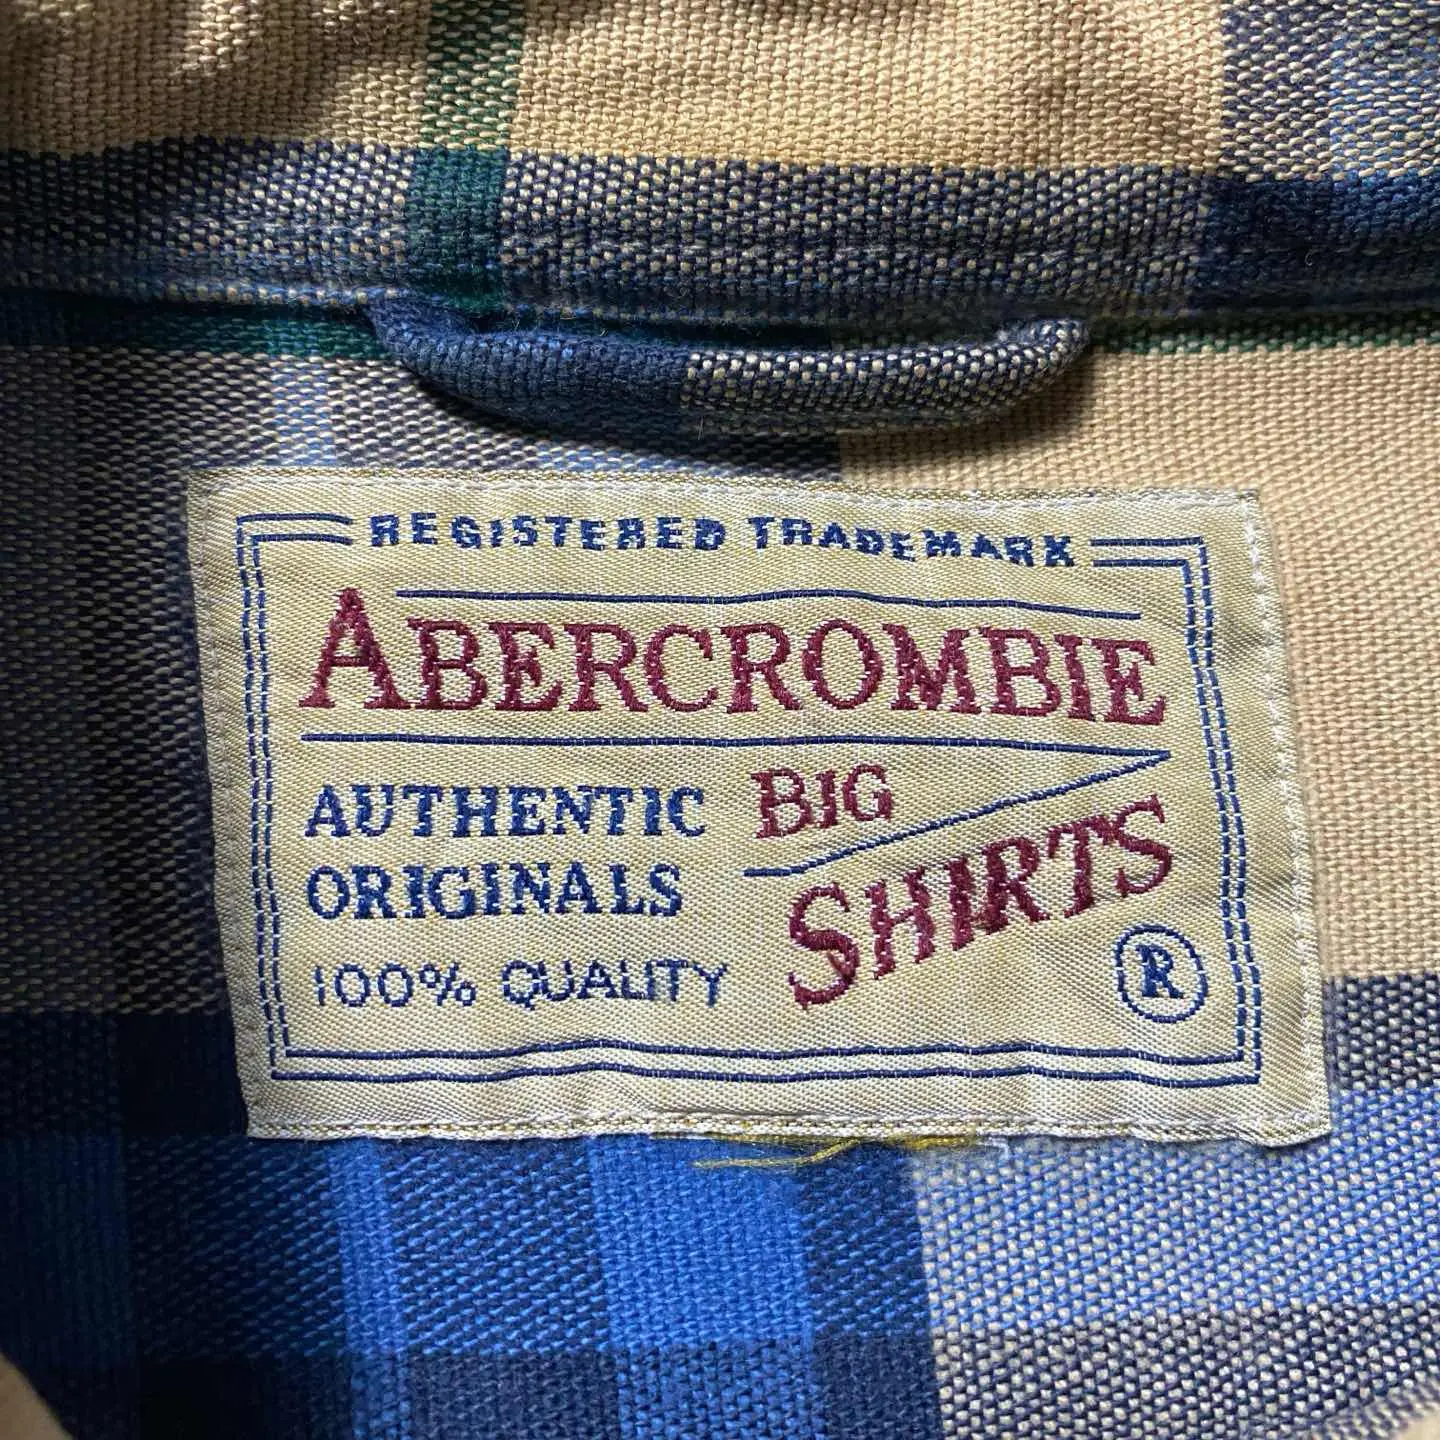 REGISTERED TRADEMARK
ABERCROMBIE
AUTHENTIC
ORIGINALS
100% QUALITY
BIG
SHIRTS
R